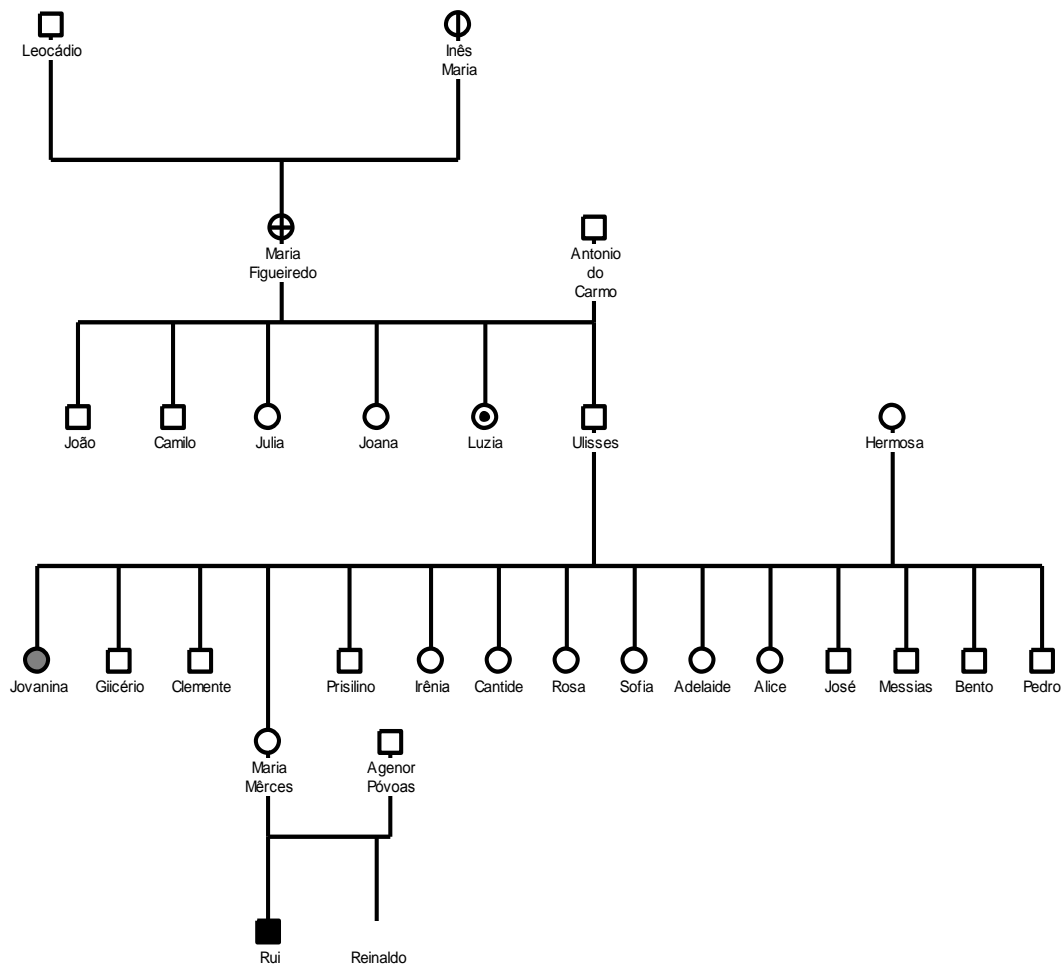 Leocádio
Inês
Maria
Maria
Figueiredo
Antonio
do
Carmo
João
Camilo
Julia
Joana
Luzia
Ulisses
Hermosa
Jovanina
Giicério
Clemente
Prisilino
Irênia
Cantide
Rosa
Sofia
Adelaide
Alice
José
Messias
Bento
Pedro
Maria
Mêrces
Agenor
Póvoas
Rui
Reinaldo